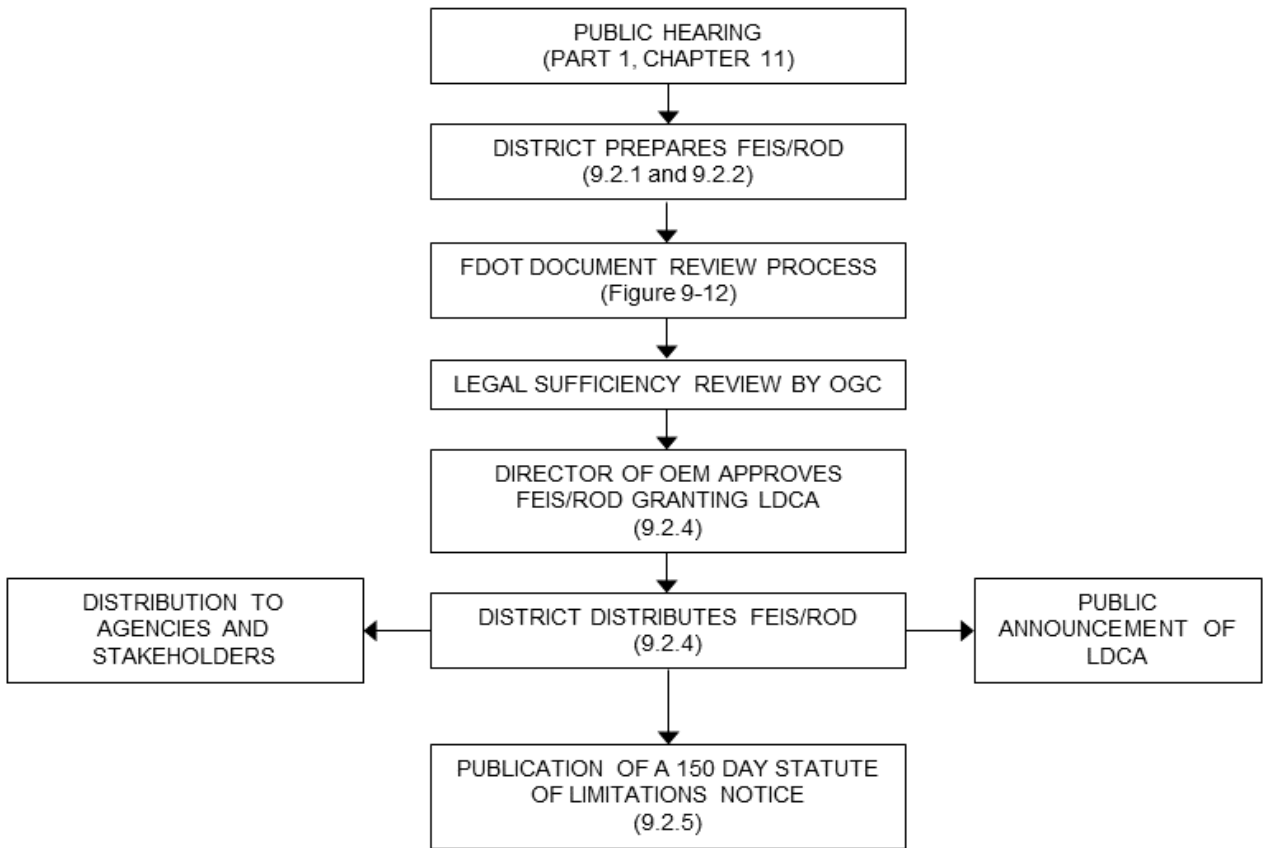 PUBLIC HEARING
(PART 1, CHAPTER 11)
DISTRICT PREPARES FEIS/ROD
(9.2.1 and 9.2.2)
FDOT DOCUMENT REVIEW PROCESS
(Figure 9-12)
LEGAL SUFFICIENCY REVIEW BY OGC
DIRECTOR OF OEM APPROVES
FEIS/ROD GRANTING LDCA
(9.2.4)
DISTRIBUTION TO
AGENCIES AND
STAKEHOLDERS
DISTRICT DISTRIBUTES FEIS/ROD
(9.2.4)
PUBLIC
ANNOUNCEMENT OF
LDCA
PUBLICATION OF A 150 DAY STATUTE
OF LIMITATIONS NOTICE
(9.2.5)